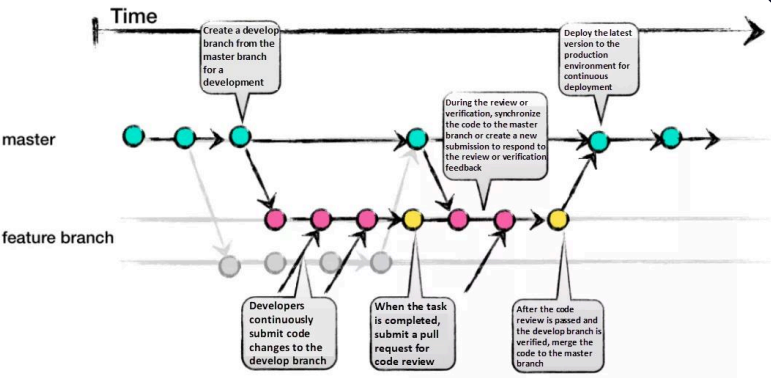 Time
Create a develop
branch from the
master branch
for a
development
Deploy the latest
version to the
production
environment for
continuous
deployment
During the review or
verification, synchronize
the code to the master
branch or create a new
submission to respond to
the review or verification
feedback
master
feature branch
Developers
continuously
submit code
changes to the
develop branch
When the task
is completed,
submit a pull
request for
code review
After the code
review is passed and
the develop branch is
verified, merge the
code to the master
branch